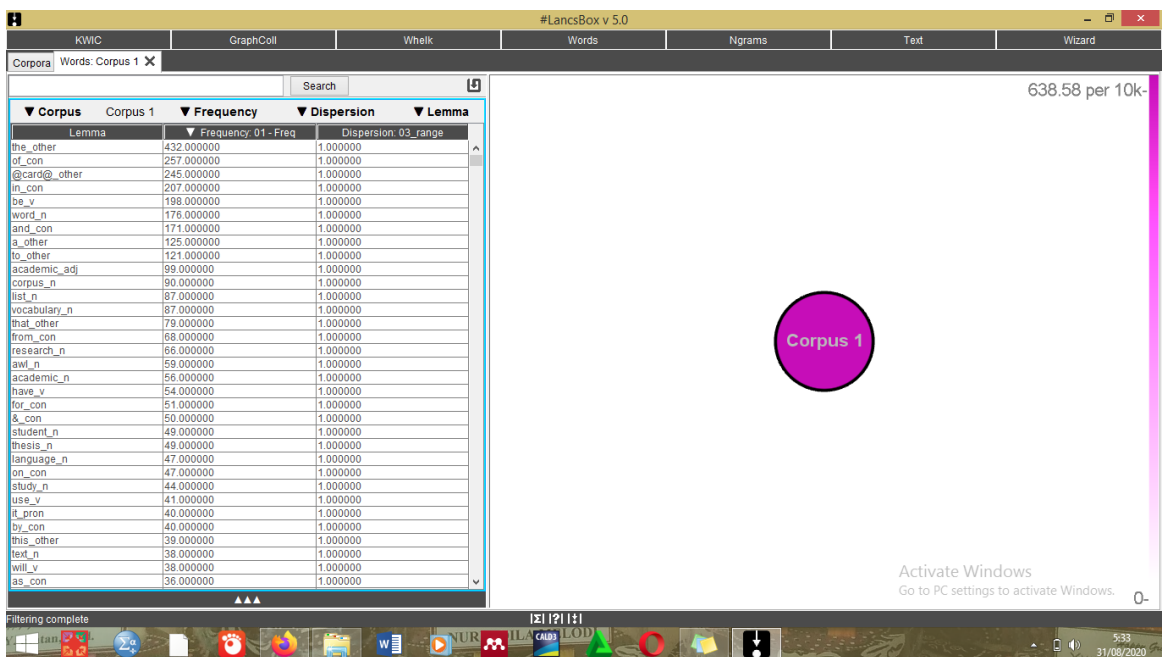 #LancsBox v 5.0
KWIC GraphColl Whelk Words Ngrams Text Wizard
Corpora Words: Corpus 1
Search
638.58 per 10k-
▼ Corpus Corpus 1 ▼ Frequency ▼ Dispersion ▼ Lemma
Lemma ▼ Frequency: 01 - Freq Dispersion: 03_range
the_other 432.000000 1.000000
of_con 257.000000 1.000000
@card@_other 245.000000 1.000000
in_con 207.000000 1.000000
be_v 198.000000 1.000000
word_n 176.000000 1.000000
and_con 171.000000 1.000000
a_other 125.000000 1.000000
to_other 121.000000 1.000000
academic_adj 99.000000 1.000000
corpus_n 90.000000 1.000000
list_n 87.000000 1.000000
vocabulary_n 87.000000 1.000000
that_other 79.000000 1.000000
from_con 68.000000 1.000000
research_n 66.000000 1.000000
awl_n 59.000000 1.000000
academic_n 56.000000 1.000000
have_v 54.000000 1.000000
for_con 51.000000 1.000000
&_con 50.000000 1.000000
student_n 49.000000 1.000000
thesis_n 49.000000 1.000000
language_n 47.000000 1.000000
on_con 47.000000 1.000000
study_n 44.000000 1.000000
use_v 41.000000 1.000000
it_pron 40.000000 1.000000
by_con 40.000000 1.000000
this_other 39.000000 1.000000
text_n 38.000000 1.000000
will_v 38.000000 1.000000
as_con 36.000000 1.000000
Corpus 1
Activate Windows
Go to PC settings to activate Windows.
0-
▲▲▲
Filtering complete |Σ| |?| |‡|
CALD3
5:33
31/08/2020